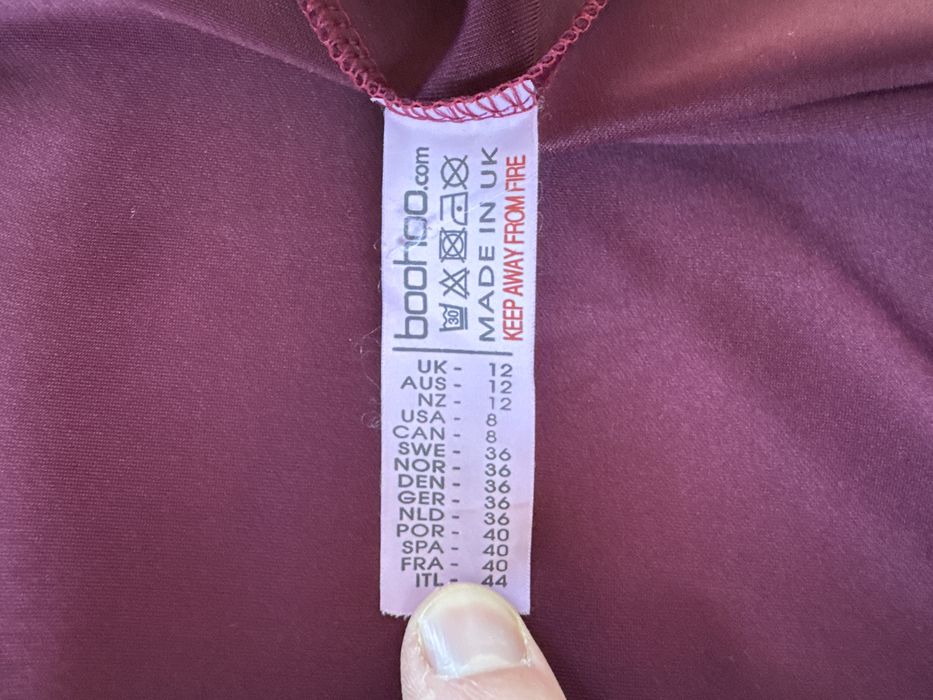 boohoo.com
30
MADE IN UK
KEEP AWAY FROM FIRE
UK - 12
AUS - 12
NZ - 12
USA - 8
CAN - 8
SWE - 36
NOR - 36
DEN - 36
GER - 36
NLD - 36
POR - 40
SPA - 40
FRA - 40
ITL - 44